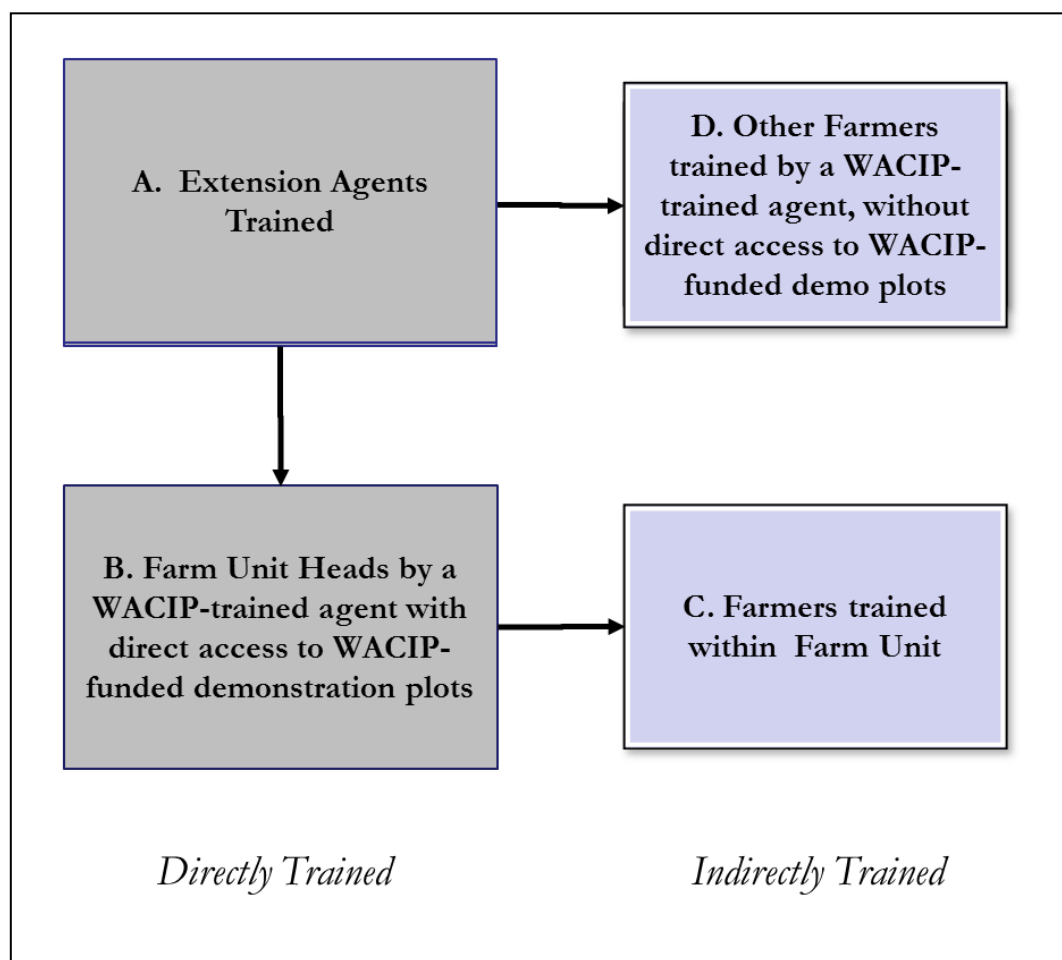 A. Extension Agents
Trained
D. Other Farmers
trained by a WACIP-
trained agent, without
direct access to WACIP-
funded demo plots
B. Farm Unit Heads by a
WACIP-trained agent with
direct access to WACIP-
funded demonstration plots
C. Farmers trained
within Farm Unit
Directly Trained
Indirectly Trained